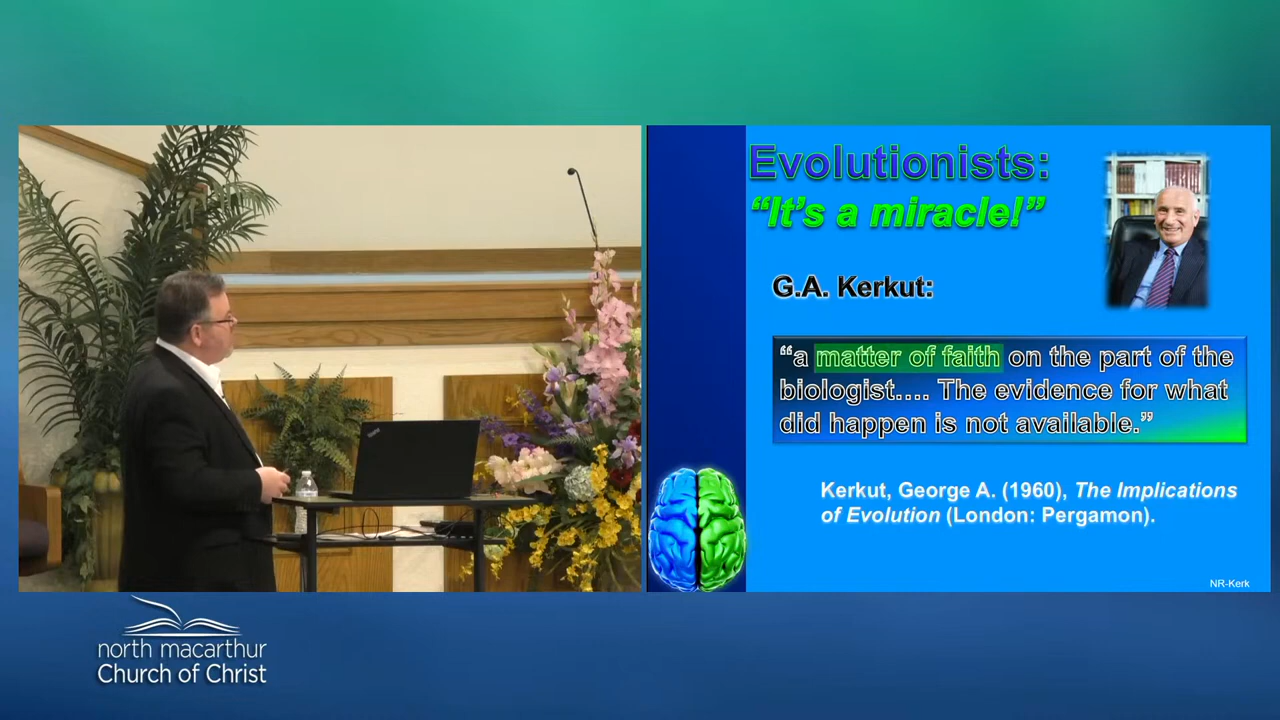 Evolutionists:
“It’s a miracle!”
G.A. Kerkut:
“a matter of faith on the part of the
biologist.... The evidence for what
did happen is not available.”
Kerkut, George A. (1960), The Implications
of Evolution (London: Pergamon).
NR-Kerk
ThinkPad
north macarthur
Church of Christ